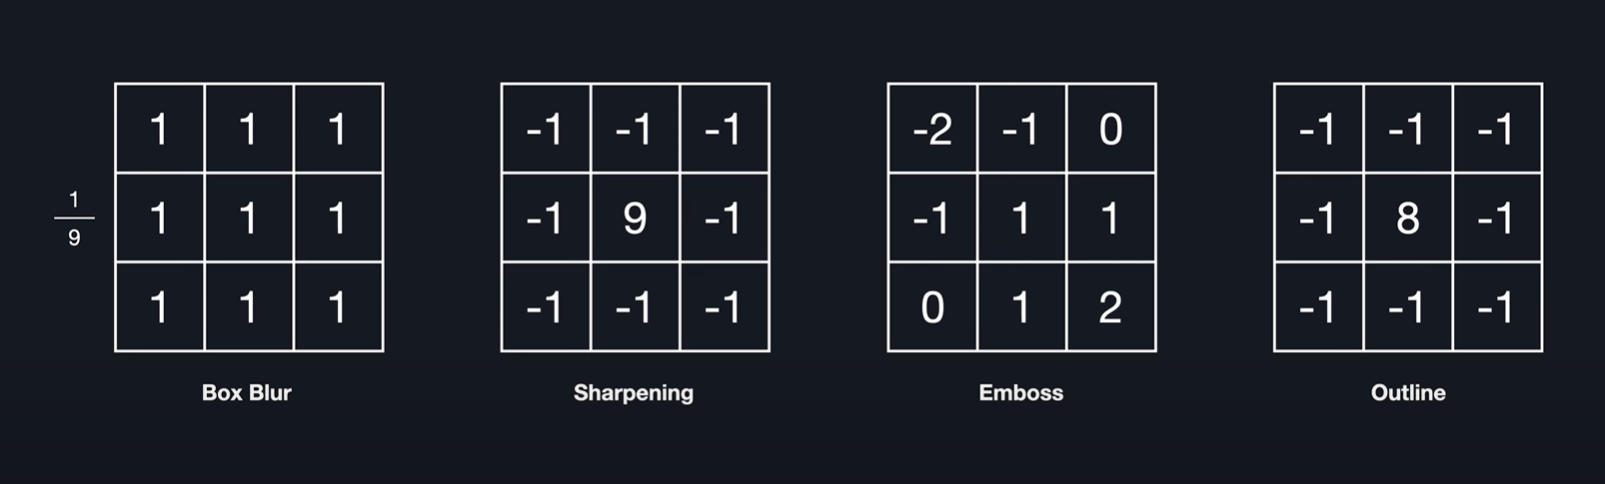 1 1 1 -1 -1 -1 -2 -1 0 -1 -1 -1
1
9
1 1 1 -1 9 -1 -1 1 1 -1 8 -1
1 1 1 -1 -1 -1 0 1 2 -1 -1 -1
Box Blur Sharpening Emboss Outline